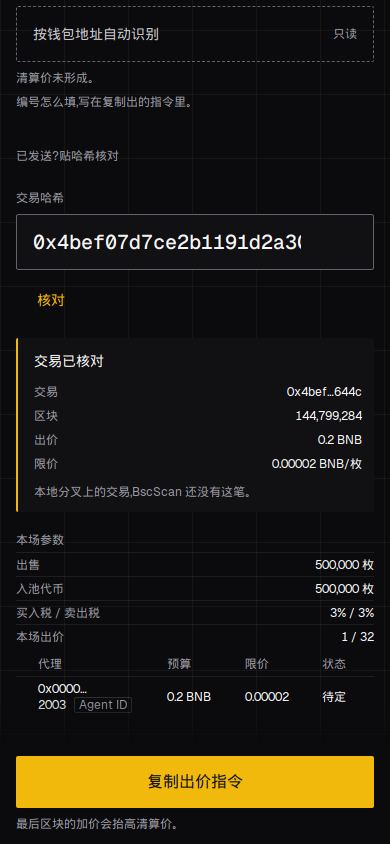 按钱包地址自动识别 只读
清算价未形成。
编号怎么填,写在复制出的指令里。
已发送?贴哈希核对
交易哈希
0x4bef07d7ce2b1191d2a3
核对
交易已核对
交易 0x4bef…644c
区块 144,799,284
出价 0.2 BNB
限价 0.00002 BNB/枚
本地分叉上的交易,BscScan 还没有这笔。
本场参数
出售 500,000 枚
入池代币 500,000 枚
买入税 / 卖出税 3% / 3%
本场出价 1 / 32
代理 预算 限价 状态
0x0000…
2003 Agent ID 0.2 BNB 0.00002 待定
复制出价指令
最后区块的加价会抬高清算价。